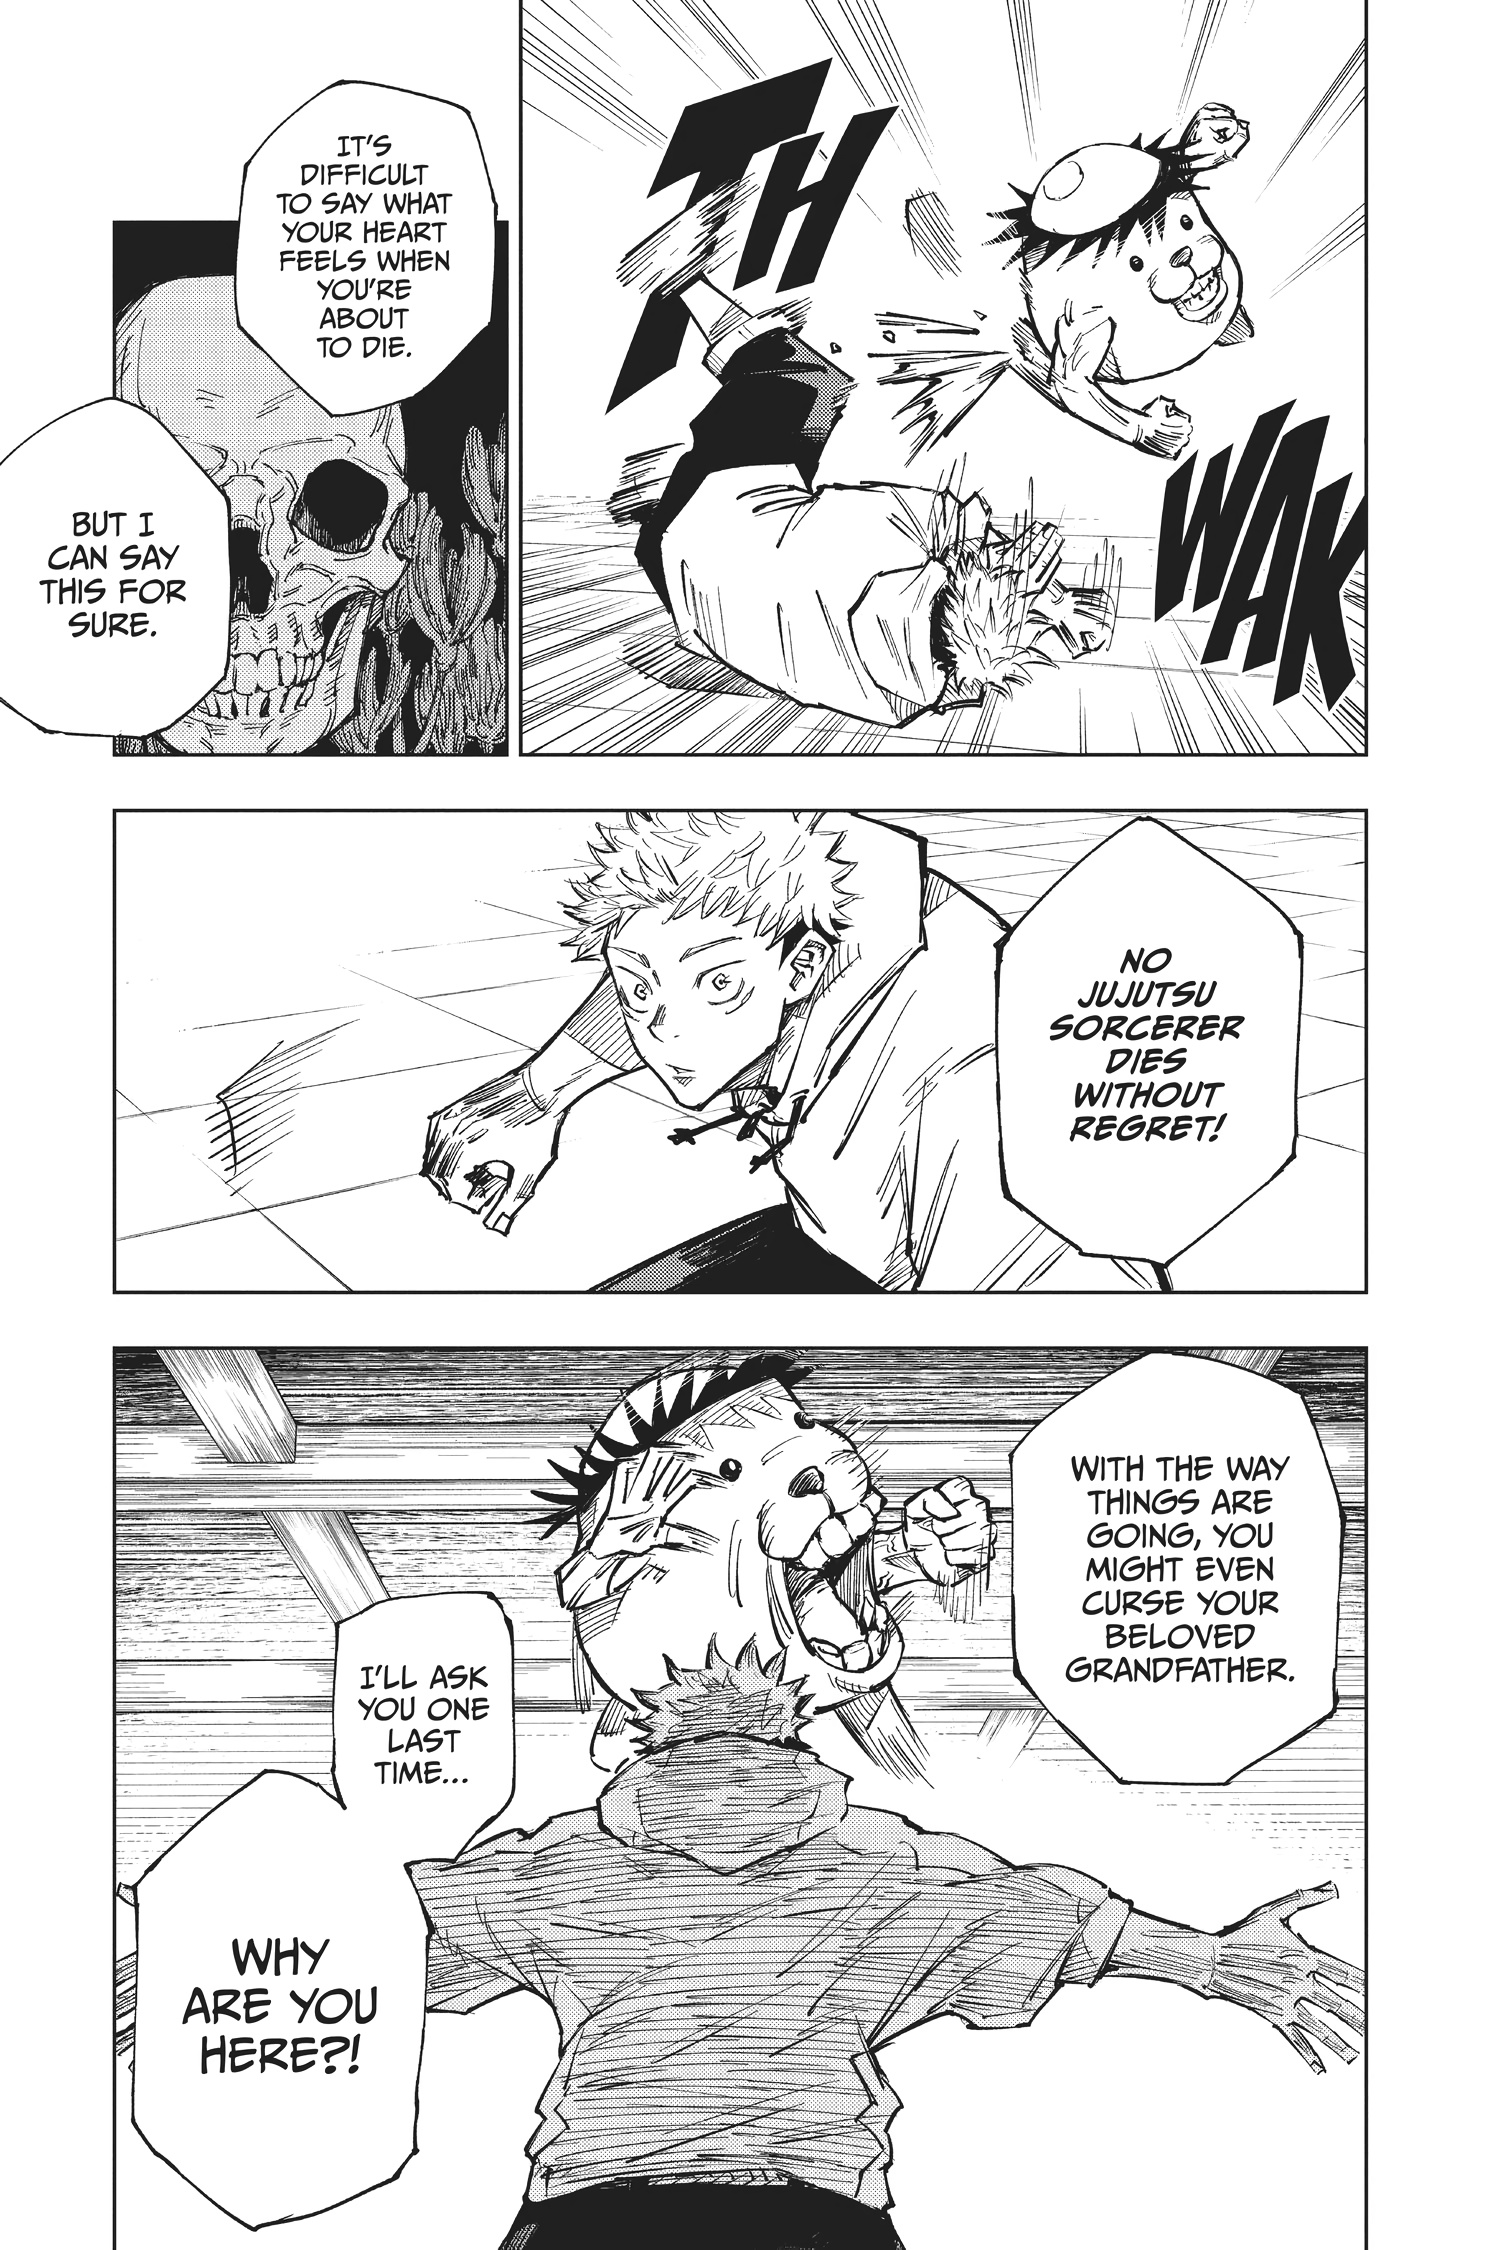 THWAK
IT'S
DIFFICULT
TO SAY WHAT
YOUR HEART
FEELS WHEN
YOU'RE
ABOUT
TO DIE.
BUT I
CAN SAY
THIS FOR
SURE.
NO
JUJUTSU
SORCERER
DIES
WITHOUT
REGRET!
WITH THE WAY
THINGS ARE
GOING, YOU
MIGHT EVEN
CURSE YOUR
BELOVED
GRANDFATHER.
I'LL ASK
YOU ONE
LAST
TIME...
WHY
ARE YOU
HERE?!